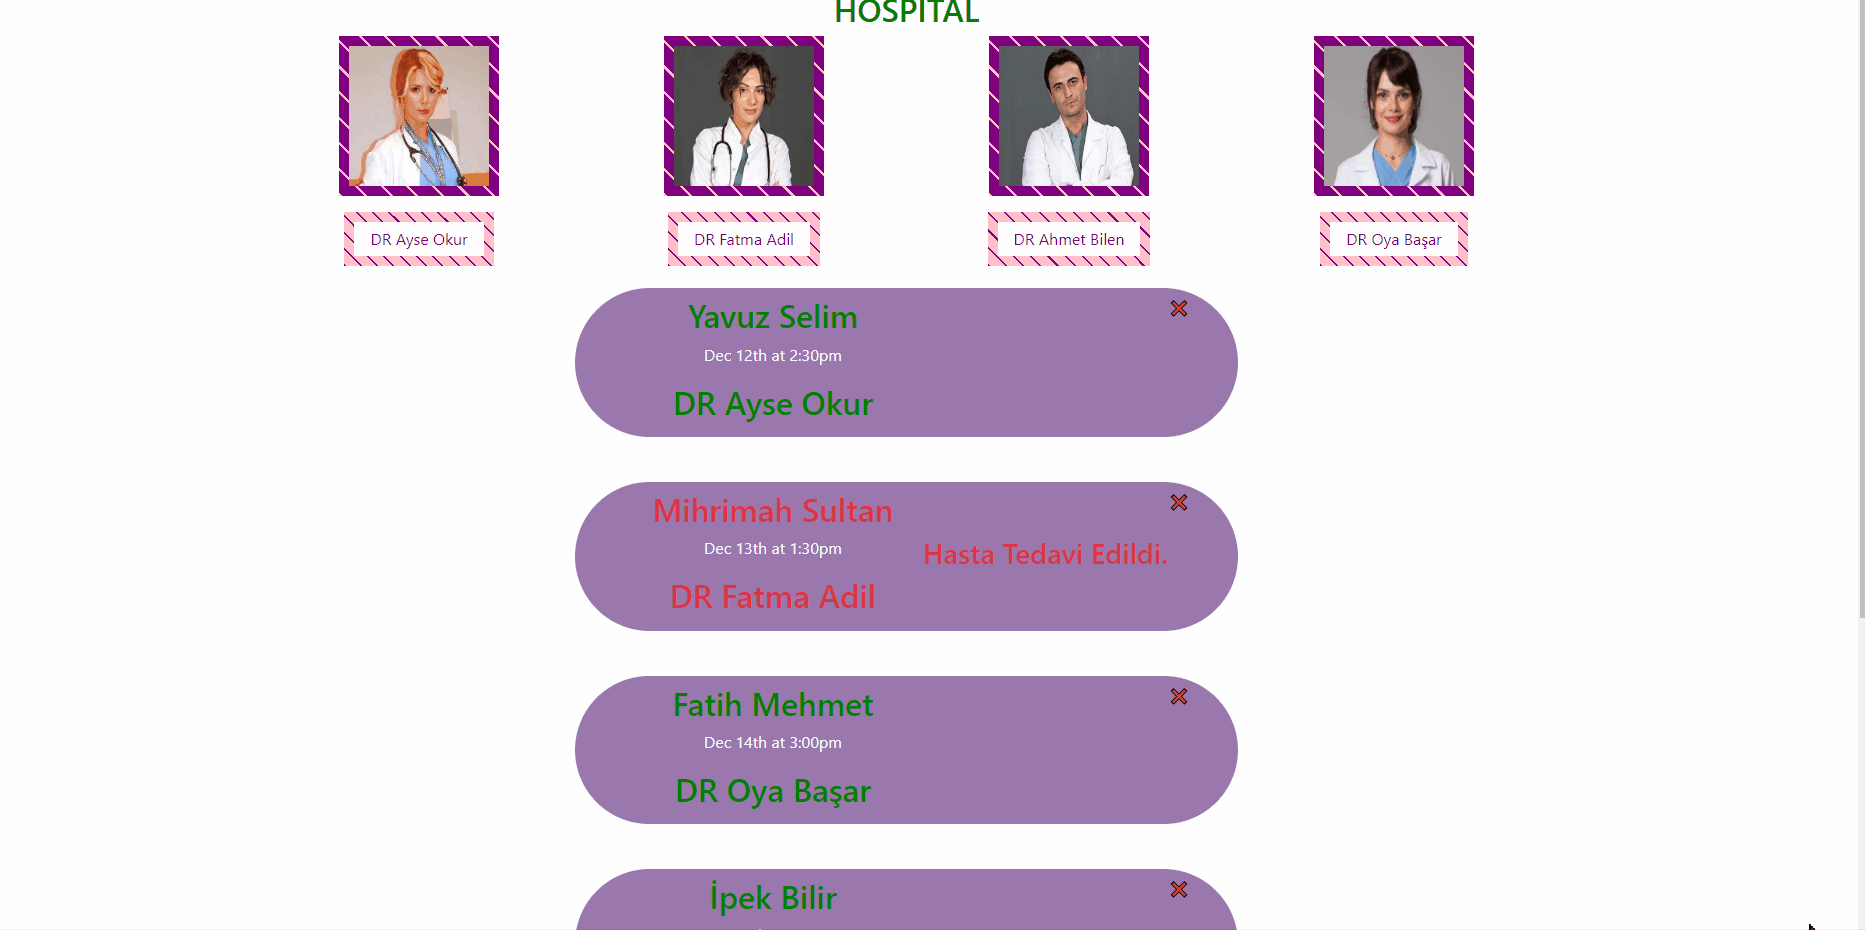 HOSPITAL
DR Ayse Okur
DR Fatma Adil
DR Ahmet Bilen
DR Oya Başar
Yavuz Selim
Dec 12th at 2:30pm
DR Ayse Okur
Mihrimah Sultan
Dec 13th at 1:30pm
Hasta Tedavi Edildi.
DR Fatma Adil
Fatih Mehmet
Dec 14th at 3:00pm
DR Oya Başar
İpek Bilir